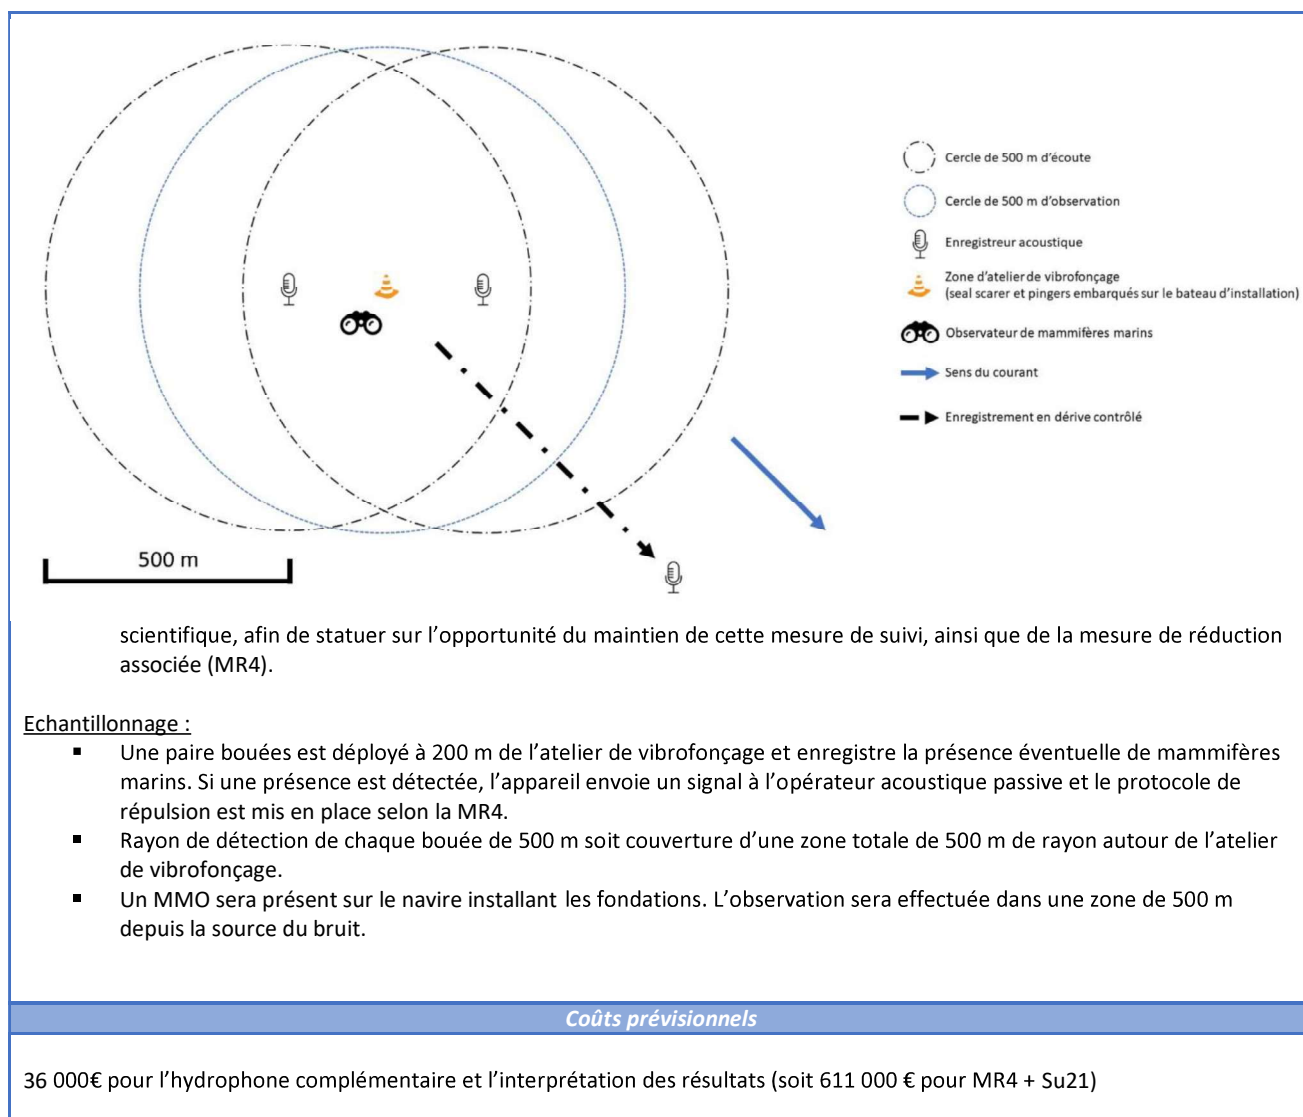 Cercle de 500 m d'écoute
Cercle de 500 m d'observation
Enregistreur acoustique
Zone d'atelier de vibrofonçage
(seal scarer et pingers embarqués sur le bateau d'installation)
Observateur de mammifères marins
Sens du courant
Enregistrement en dérive contrôlé
500 m
scientifique, afin de statuer sur l'opportunité du maintien de cette mesure de suivi, ainsi que de la mesure de réduction
associée (MR4).
Echantillonnage :
▪ Une paire bouées est déployé à 200 m de l'atelier de vibrofonçage et enregistre la présence éventuelle de mammifères
marins. Si une présence est détectée, l'appareil envoie un signal à l'opérateur acoustique passive et le protocole de
répulsion est mis en place selon la MR4.
▪ Rayon de détection de chaque bouée de 500 m soit couverture d'une zone totale de 500 m de rayon autour de l'atelier
de vibrofonçage.
▪ Un MMO sera présent sur le navire installant les fondations. L'observation sera effectuée dans une zone de 500 m
depuis la source du bruit.
Coûts prévisionnels
36 000€ pour l'hydrophone complémentaire et l'interprétation des résultats (soit 611 000 € pour MR4 + Su21)